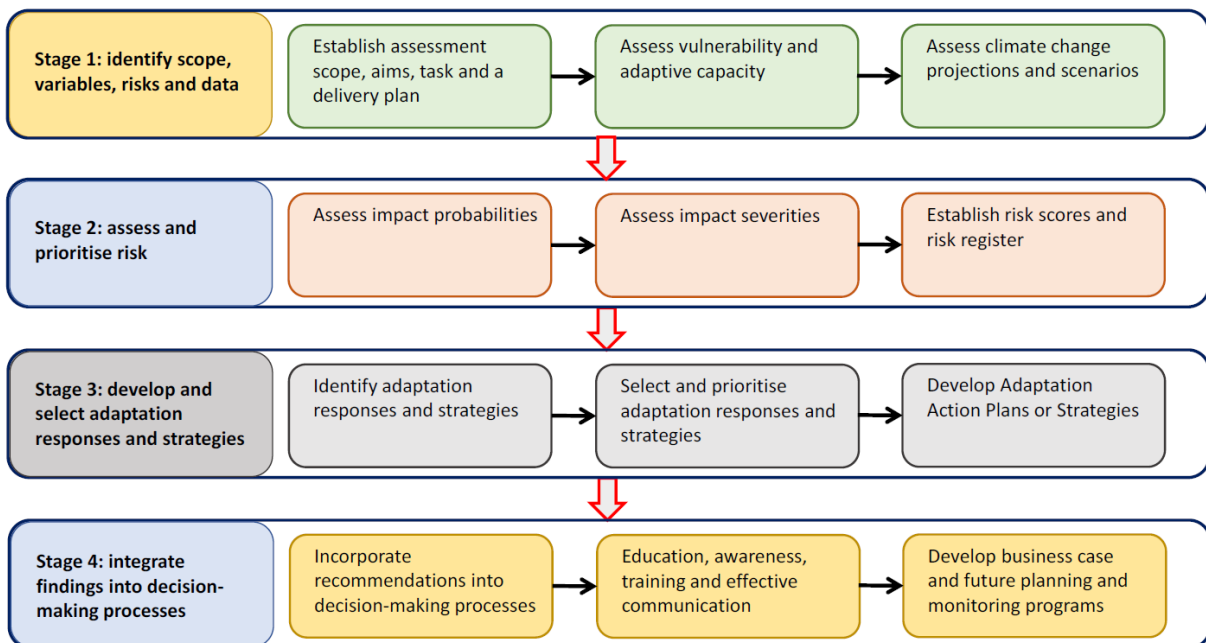 Stage 1: identify scope,
variables, risks and data
Establish assessment
scope, aims, task and a
delivery plan
Assess vulnerability and
adaptive capacity
Assess climate change
projections and scenarios
Stage 2: assess and
prioritise risk
Assess impact probabilities
Assess impact severities
Establish risk scores and
risk register
Stage 3: develop and
select adaptation
responses and strategies
Identify adaptation
responses and strategies
Select and prioritise
adaptation responses and
strategies
Develop Adaptation
Action Plans or Strategies
Stage 4: integrate
findings into decision-
making processes
Incorporate
recommendations into
decision-making processes
Education, awareness,
training and effective
communication
Develop business case
and future planning and
monitoring programs